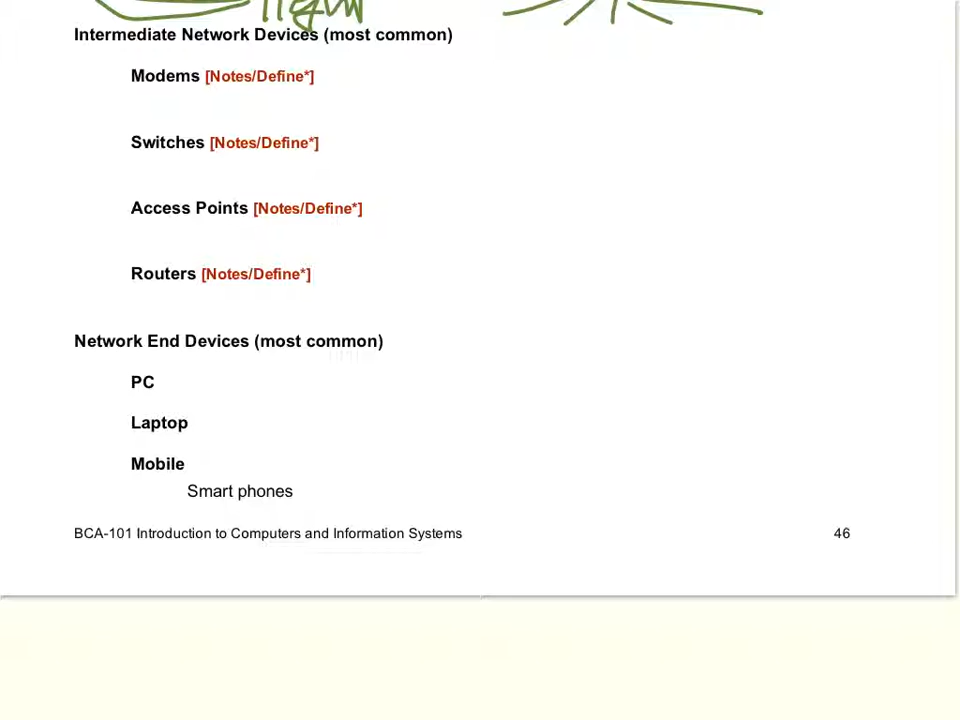 Intermediate Network Devices (most common)
Modems [Notes/Define*]
Switches [Notes/Define*]
Access Points [Notes/Define*]
Routers [Notes/Define*]
Network End Devices (most common)
PC
Laptop
Mobile
Smart phones
BCA-101 Introduction to Computers and Information Systems 46